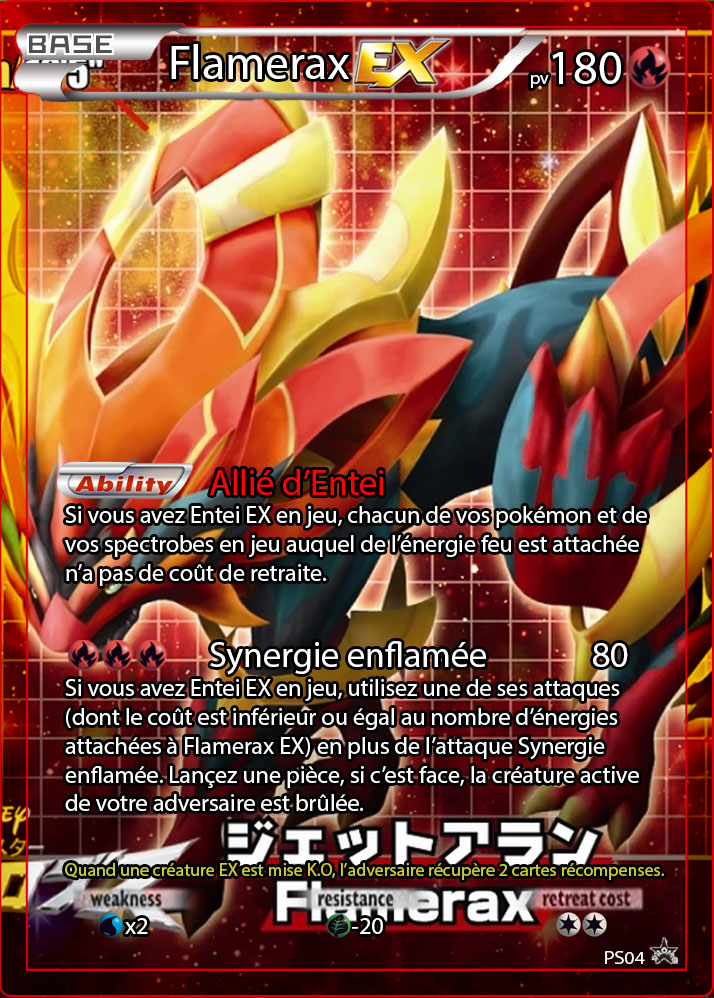 BASE
Flamerax EX
pv180
Ability
Allié d'Entei
Si vous avez Entei EX en jeu, chacun de vos pokémon et de
vos spectrobes en jeu auquel de l'énergie feu est attachée
n'a pas de coût de retraite.
Synergie enflamée 80
Si vous avez Entei EX en jeu, utilisez une de ses attaques
(dont le coût est inférieur ou égal au nombre d'énergies
attachées à Flamerax EX) en plus de l'attaque Synergie
enflamée. Lançez une pièce, si c'est face, la créature active
de votre adversaire est brûlée.
ジェットアラン
Quand une créature EX est mise K.O, l'adversaire récupère 2 cartes récompenses.
weakness resistance retreat cost
Flamerax
x2 -20
PS04